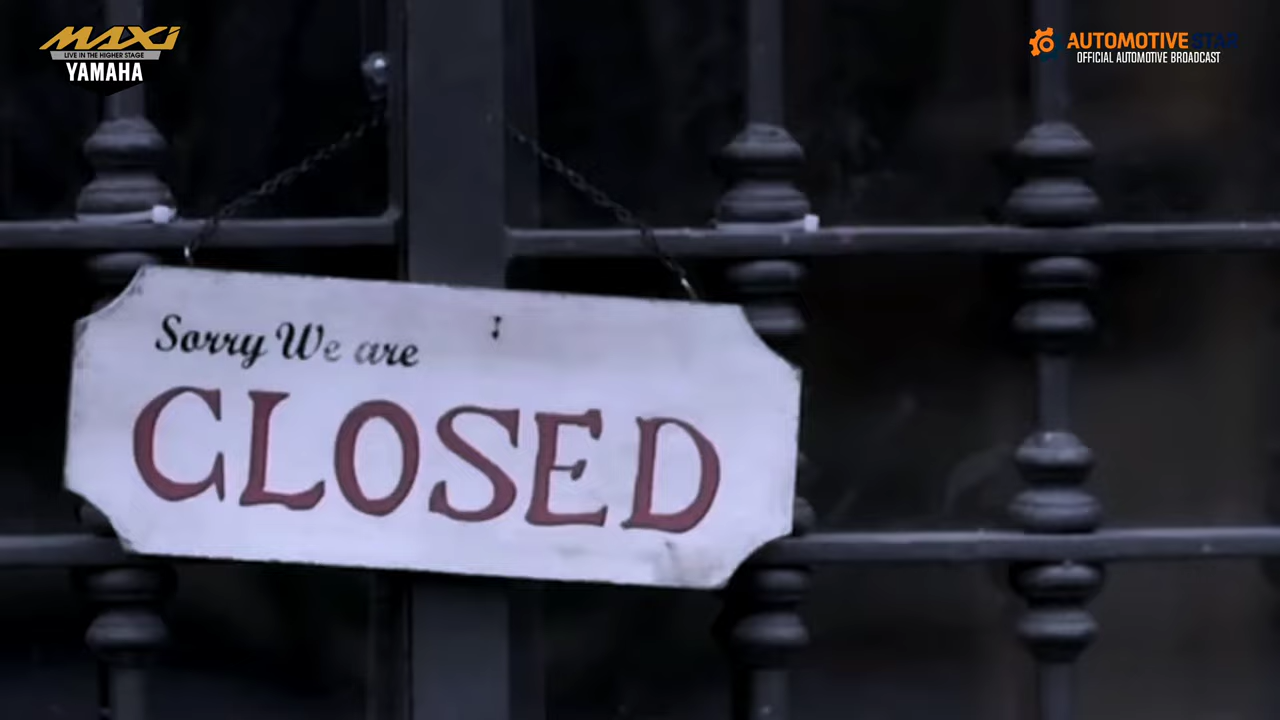 MAXi
LIVE IN THE HIGHER STAGE
YAMAHA
AUTOMOTIVE STAR
OFFICIAL AUTOMOTIVE BROADCAST
Sorry We are
CLOSED